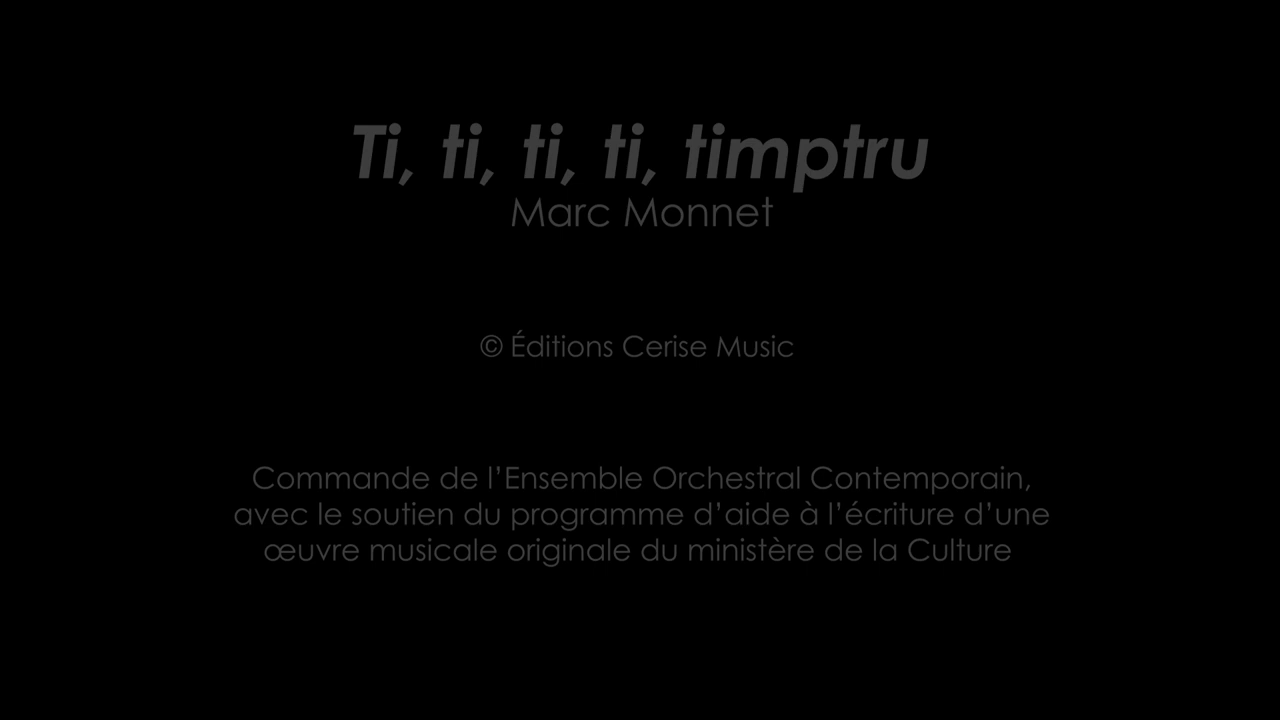 Ti, ti, ti, ti, timptru
Marc Monnet
© Éditions Cerise Music
Commande de l’Ensemble Orchestral Contemporain,
avec le soutien du programme d’aide à l’écriture d’une
œuvre musicale originale du ministère de la Culture